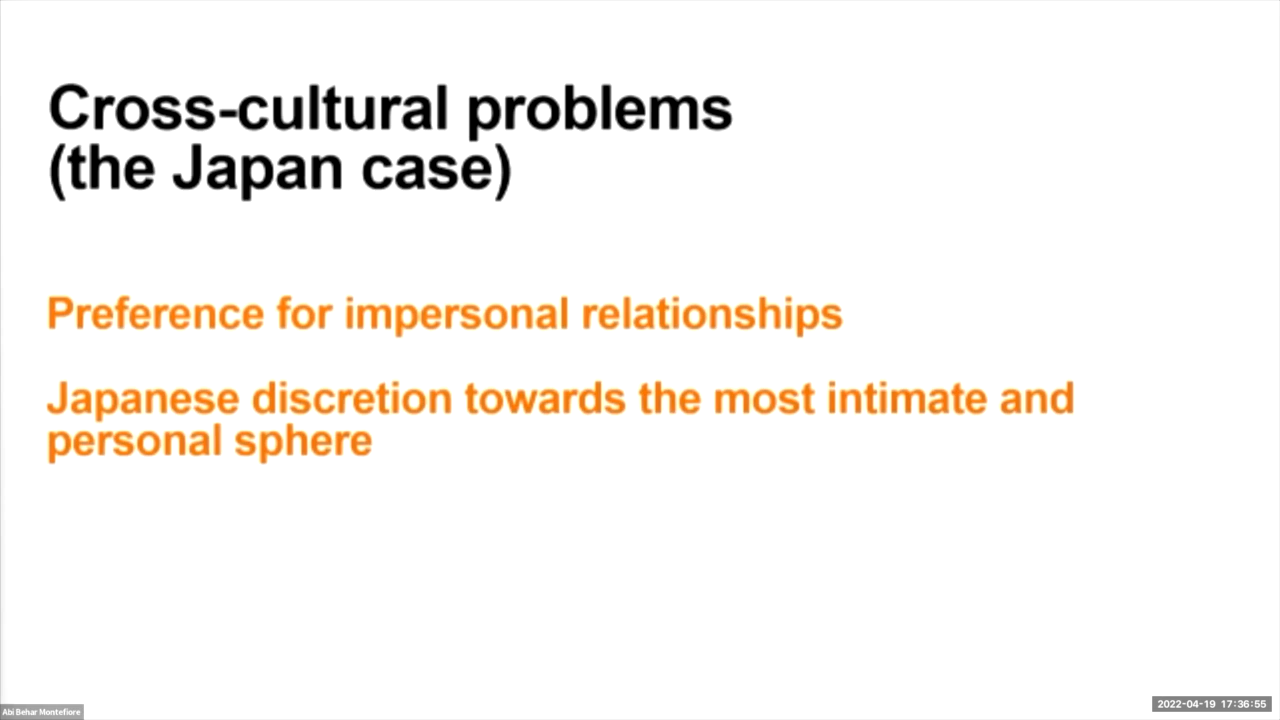 Cross-cultural problems
(the Japan case)
Preference for impersonal relationships
Japanese discretion towards the most intimate and
personal sphere
Abi Behar Montefiore
2022-04-19 17:36:55